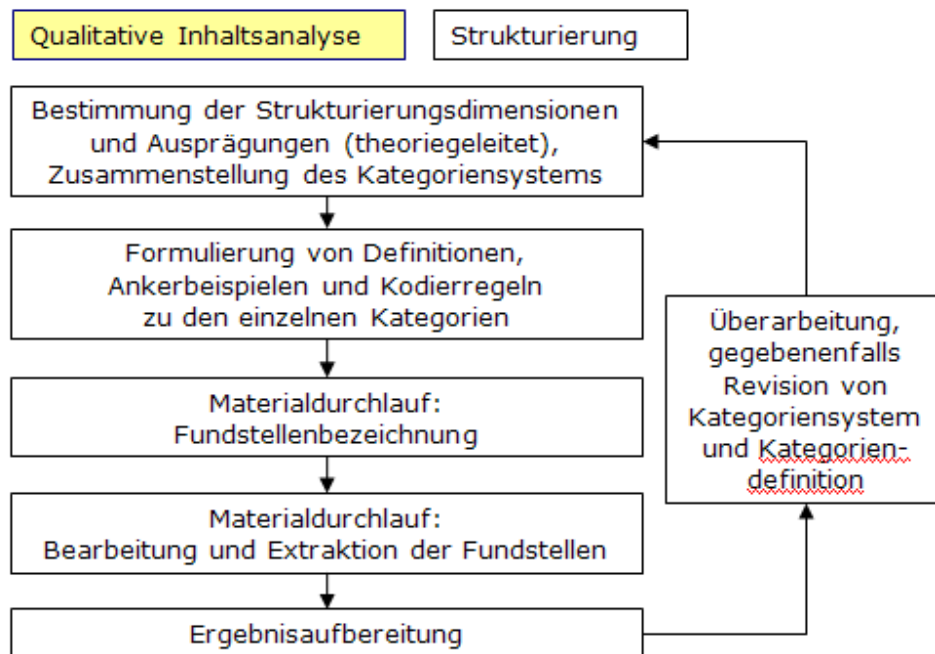 Qualitative Inhaltsanalyse
Strukturierung
Bestimmung der Strukturierungsdimensionen
und Ausprägungen (theoriegeleitet),
Zusammenstellung des Kategoriensystems
Formulierung von Definitionen,
Ankerbeispielen und Kodierregeln
zu den einzelnen Kategorien
Materialdurchlauf:
Fundstellenbezeichnung
Materialdurchlauf:
Bearbeitung und Extraktion der Fundstellen
Ergebnisaufbereitung
Überarbeitung,
gegebenenfalls
Revision von
Kategoriensystem
und Kategorien-
definition